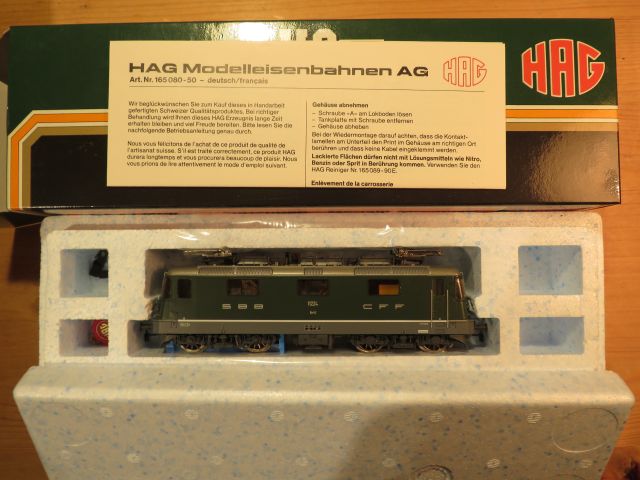 HAG
HAG Modelleisenbahnen AG
HAG
Art. Nr. 165 080-50 – deutsch/français
Wir beglückwünschen Sie zum Kauf dieses in Handarbeit
gefertigten Schweizer Qualitätsproduktes. Bei richtiger
Behandlung wird Ihnen dieses HAG Erzeugnis lange Zeit
erhalten bleiben und viel Freude bereiten. Bitte lesen Sie die
nachfolgende Betriebsanleitung genau durch.
Nous vous félicitons de l'achat de ce produit de qualité de
l'artisanat suisse. S'il est traité correctement, ce produit HAG
durera longtemps et vous procurera beaucoup de plaisir. Nous
vous prions de lire attentivement le mode d'emploi suivant.
Gehäuse abnehmen
– Schraube «A» am Lokboden lösen
– Tankplatte mit Schraube entfernen
– Gehäuse abheben
Bei der Wiedermontage darauf achten, dass die Kontakt-
lamellen am Unterteil den Print im Gehäuse am richtigen Ort
berühren und dass keine Kabel eingeklemmt werden.
Lackierte Flächen dürfen nicht mit Lösungsmitteln wie Nitro,
Benzin oder Sprit in Berührung kommen. Verwenden Sie den
HAG Reiniger Nr. 165 089-90E.
Enlèvement de la carrosserie
SBB
CFF